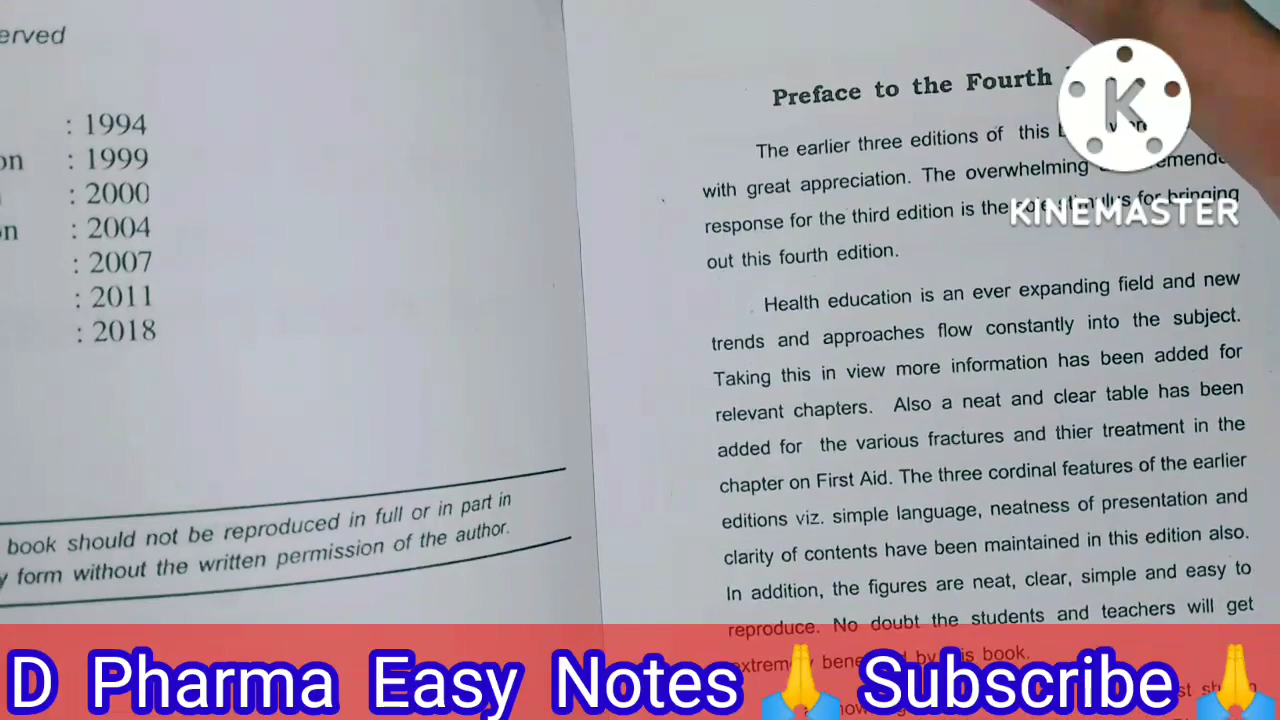 erved
: 1994
on : 1999
: 2000
on : 2004
: 2007
: 2011
: 2018
book should not be reproduced in full or in part in
y form without the written permission of the author.
Preface to the Fourth
The earlier three editions of this
with great appreciation. The overwhelming
response for the third edition is the stimulus for bringing
out this fourth edition.
Health education is an ever expanding field and new
trends and approaches flow constantly into the subject.
Taking this in view more information has been added for
relevant chapters. Also a neat and clear table has been
added for the various fractures and thier treatment in the
chapter on First Aid. The three cordinal features of the earlier
editions viz. simple language, neatness of presentation and
clarity of contents have been maintained in this edition also.
In addition, the figures are neat, clear, simple and easy to
reproduce. No doubt the students and teachers will get
by this book.
K
KINEMASTER
D Pharma Easy Notes 🙏 Subscribe 🙏